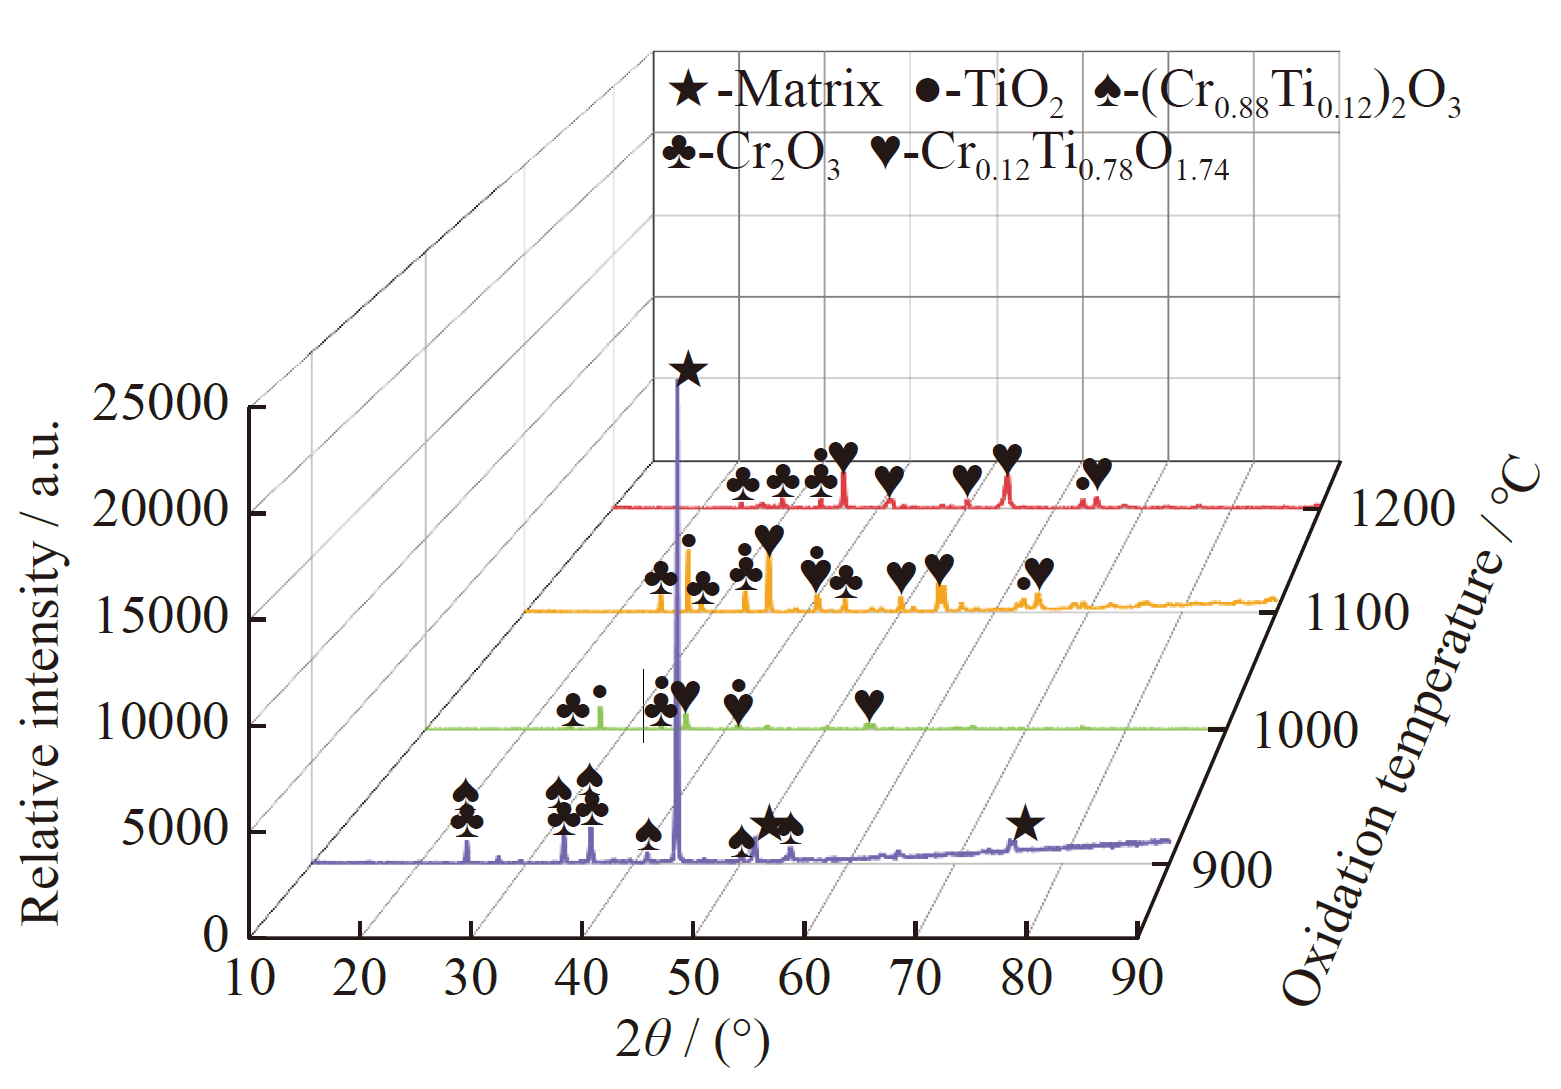 ★-Matrix ●-TiO₂ ♠-(Cr₀.₈₈Ti₀.₁₂)₂O₃
♣-Cr₂O₃ ♥-Cr₀.₁₂Ti₀.₇₈O₁.₇₄
25000
20000
15000
10000
5000
0
Relative intensity / a.u.
10 20 30 40 50 60 70 80 90
2θ / (°)
1200
1100
1000
900
Oxidation temperature / °C